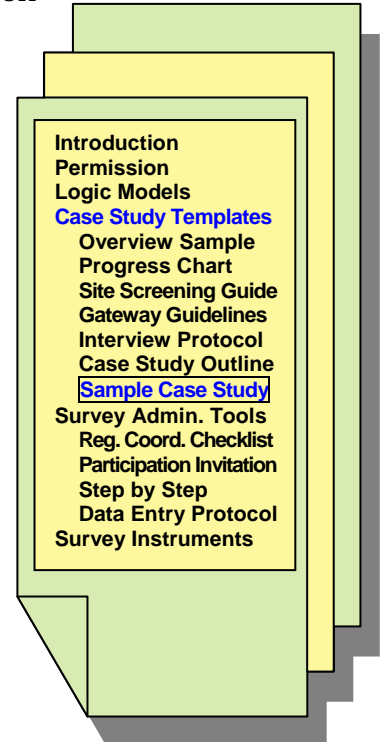 Introduction
Permission
Logic Models
Case Study Templates
Overview Sample
Progress Chart
Site Screening Guide
Gateway Guidelines
Interview Protocol
Case Study Outline
Sample Case Study
Survey Admin. Tools
Reg. Coord. Checklist
Participation Invitation
Step by Step
Data Entry Protocol
Survey Instruments